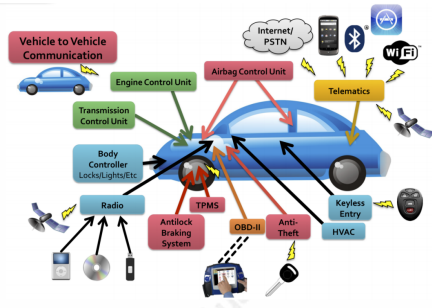 Vehicle to Vehicle
Communication
Internet/
PSTN
WiFi
Engine Control Unit
Airbag Control Unit
Telematics
Transmission
Control Unit
Body
Controller
Locks/Lights/Etc
Radio
TPMS
Antilock
Braking
System
OBD-II
Anti-
Theft
Keyless
Entry
HVAC